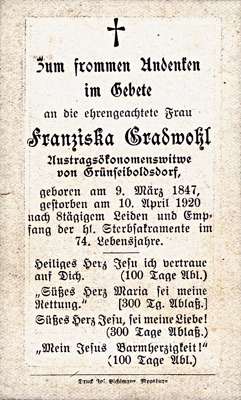 Zum frommen Andenken
im Gebete
an die ehrengeachtete Frau
Franziska Gradwohl
Austragsökonomenswitwe
von Grünseiboldsdorf,
geboren am 9. März 1847,
gestorben am 10. April 1920
nach 8tägigem Leiden und Emp-
fang der hl. Sterbsakramente im
74. Lebensjahre.
Heiliges Herz Jesu ich vertraue
auf Dich. (100 Tage Abl.)
„Süßes Herz Maria sei meine
Rettung.“ [300 Tg. Ablaß.]
Süßes Herz Jesu, sei meine Liebe!
(300 Tage Ablaß.)
„Mein Jesus Barmherzigkeit!“
(100 Tage Abl.)
Druck